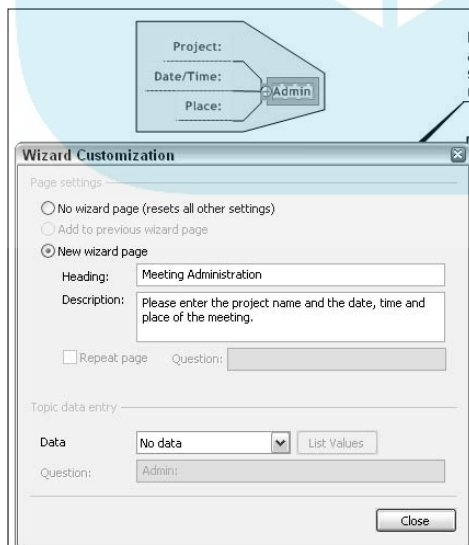 Project:
Date/Time:
Admin
Place:
Wizard Customization
Page settings
No wizard page (resets all other settings)
Add to previous wizard page
New wizard page
Heading: Meeting Administration
Description: Please enter the project name and the date, time and
place of the meeting.
Repeat page Question:
Topic data entry
Data No data List Values
Question: Admin:
Close